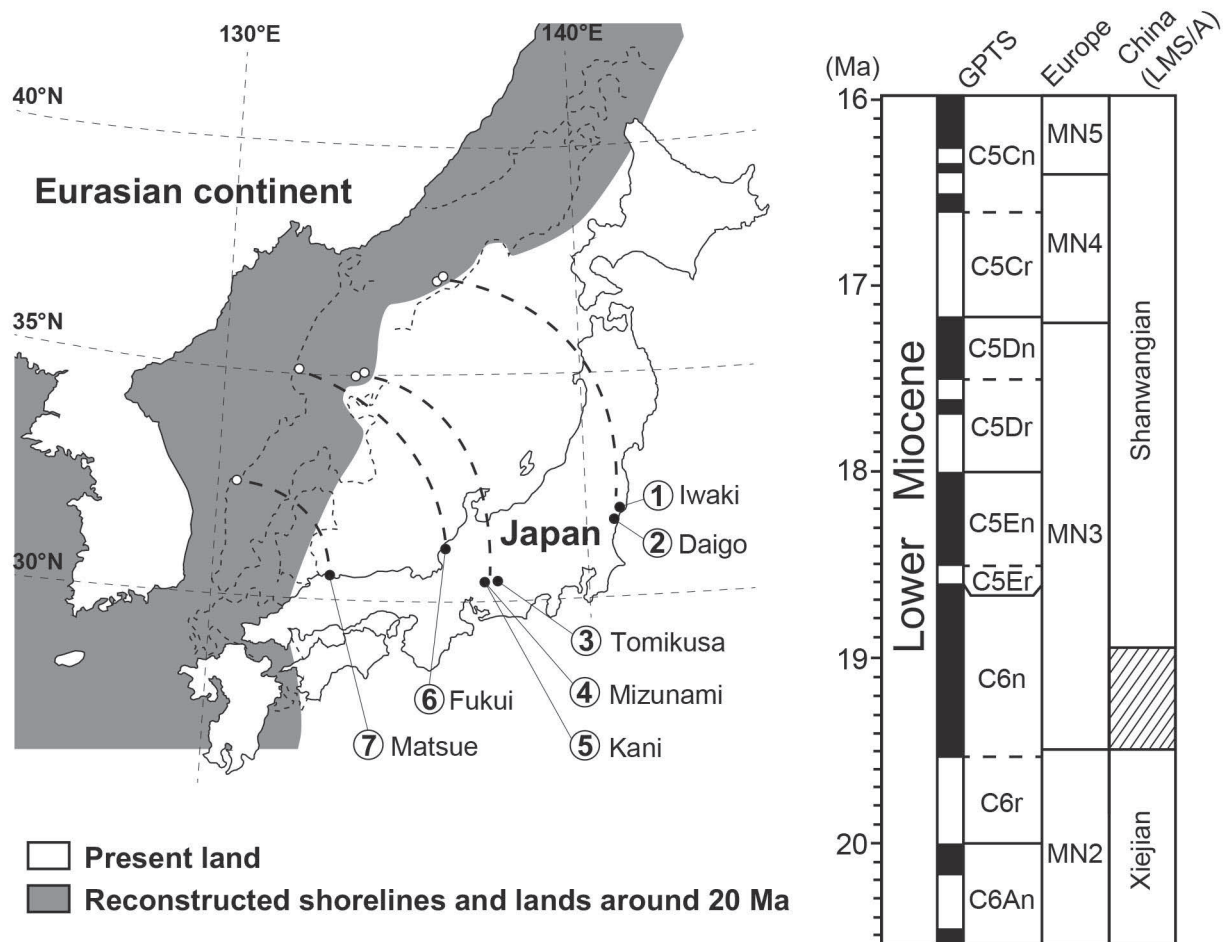 130°E
140°E
40°N
35°N
30°N
Eurasian continent
Japan
① Iwaki
② Daigo
③ Tomikusa
④ Mizunami
⑤ Kani
⑥ Fukui
⑦ Matsue
Present land
Reconstructed shorelines and lands around 20 Ma
(Ma)
GPTS
Europe
China
(LMS/A)
16
17
18
19
20
Lower Miocene
C5Cn
C5Cr
C5Dn
C5Dr
C5En
C5Er
C6n
C6r
C6An
MN5
MN4
MN3
MN2
Shanwangian
Xiejian